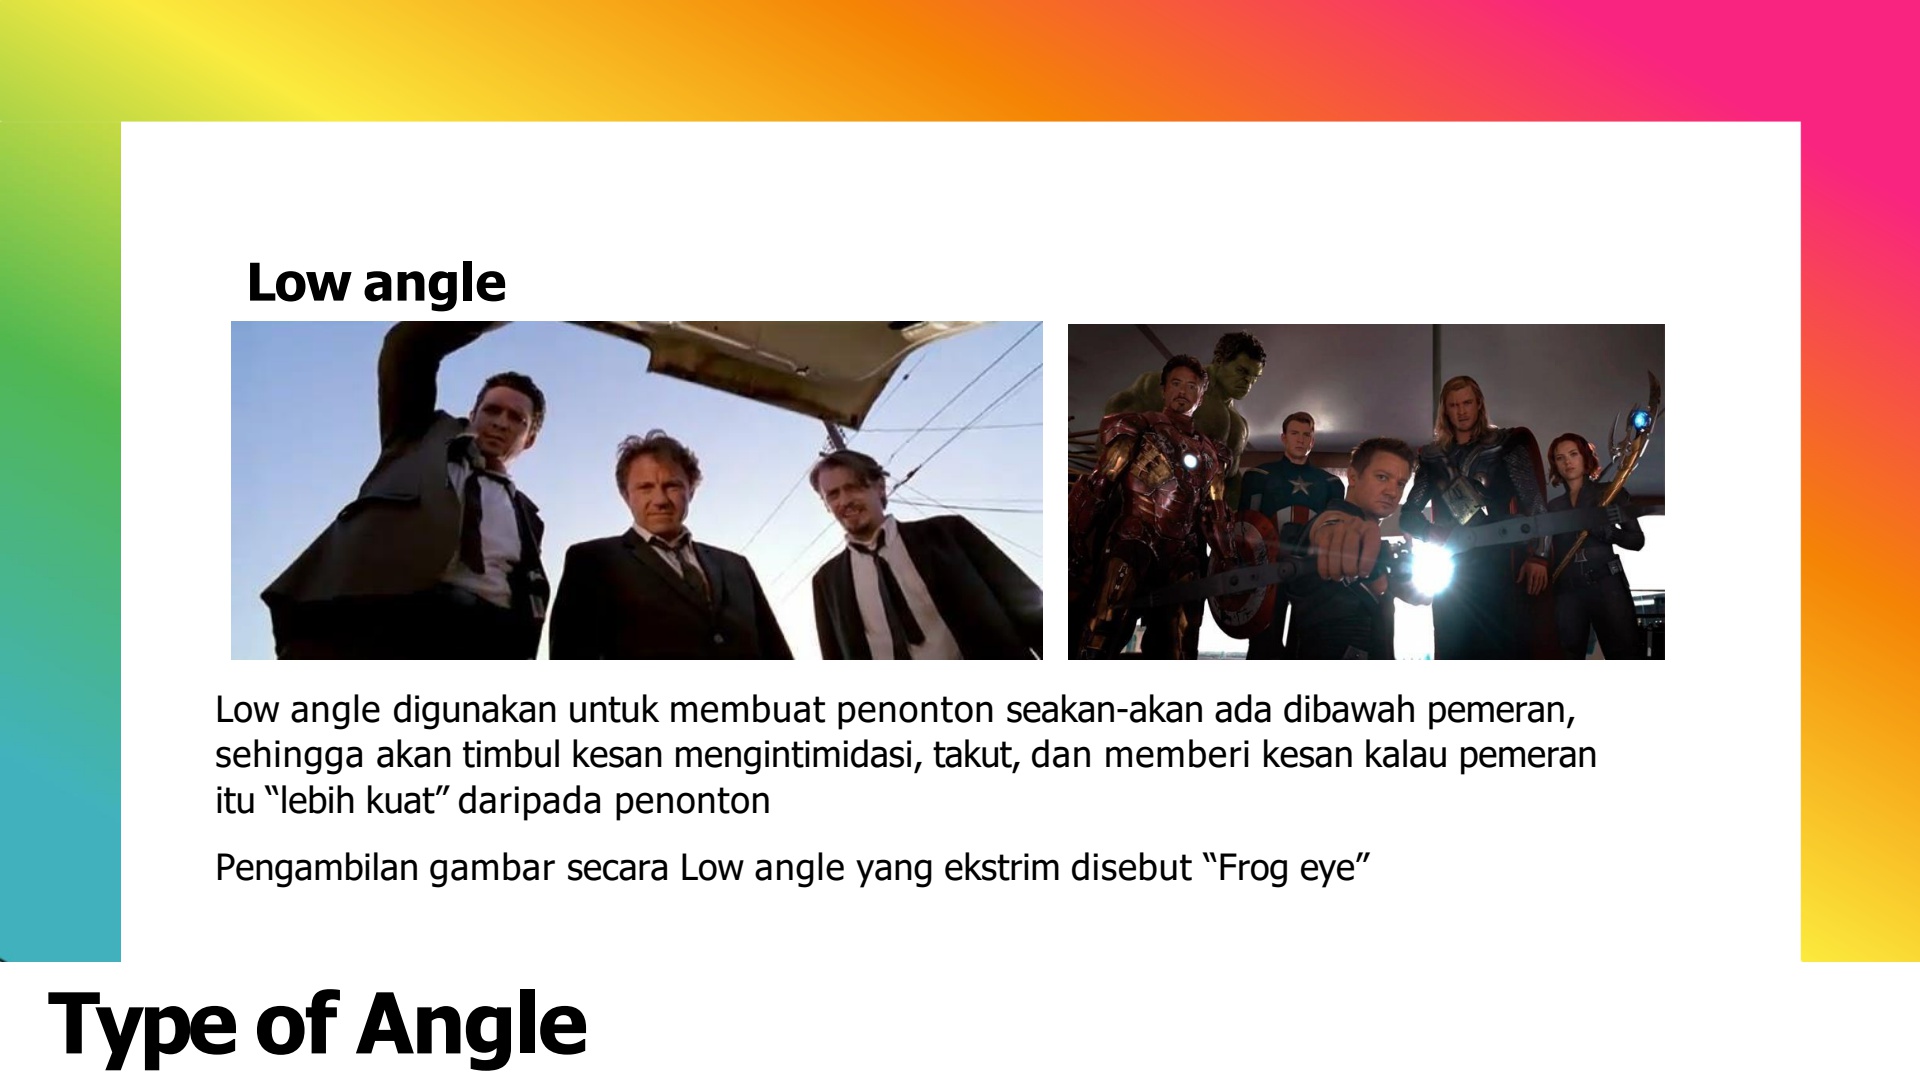 Low angle
Low angle digunakan untuk membuat penonton seakan-akan ada dibawah pemeran,
sehingga akan timbul kesan mengintimidasi, takut, dan memberi kesan kalau pemeran
itu “lebih kuat” daripada penonton
Pengambilan gambar secara Low angle yang ekstrim disebut “Frog eye”
Type of Angle